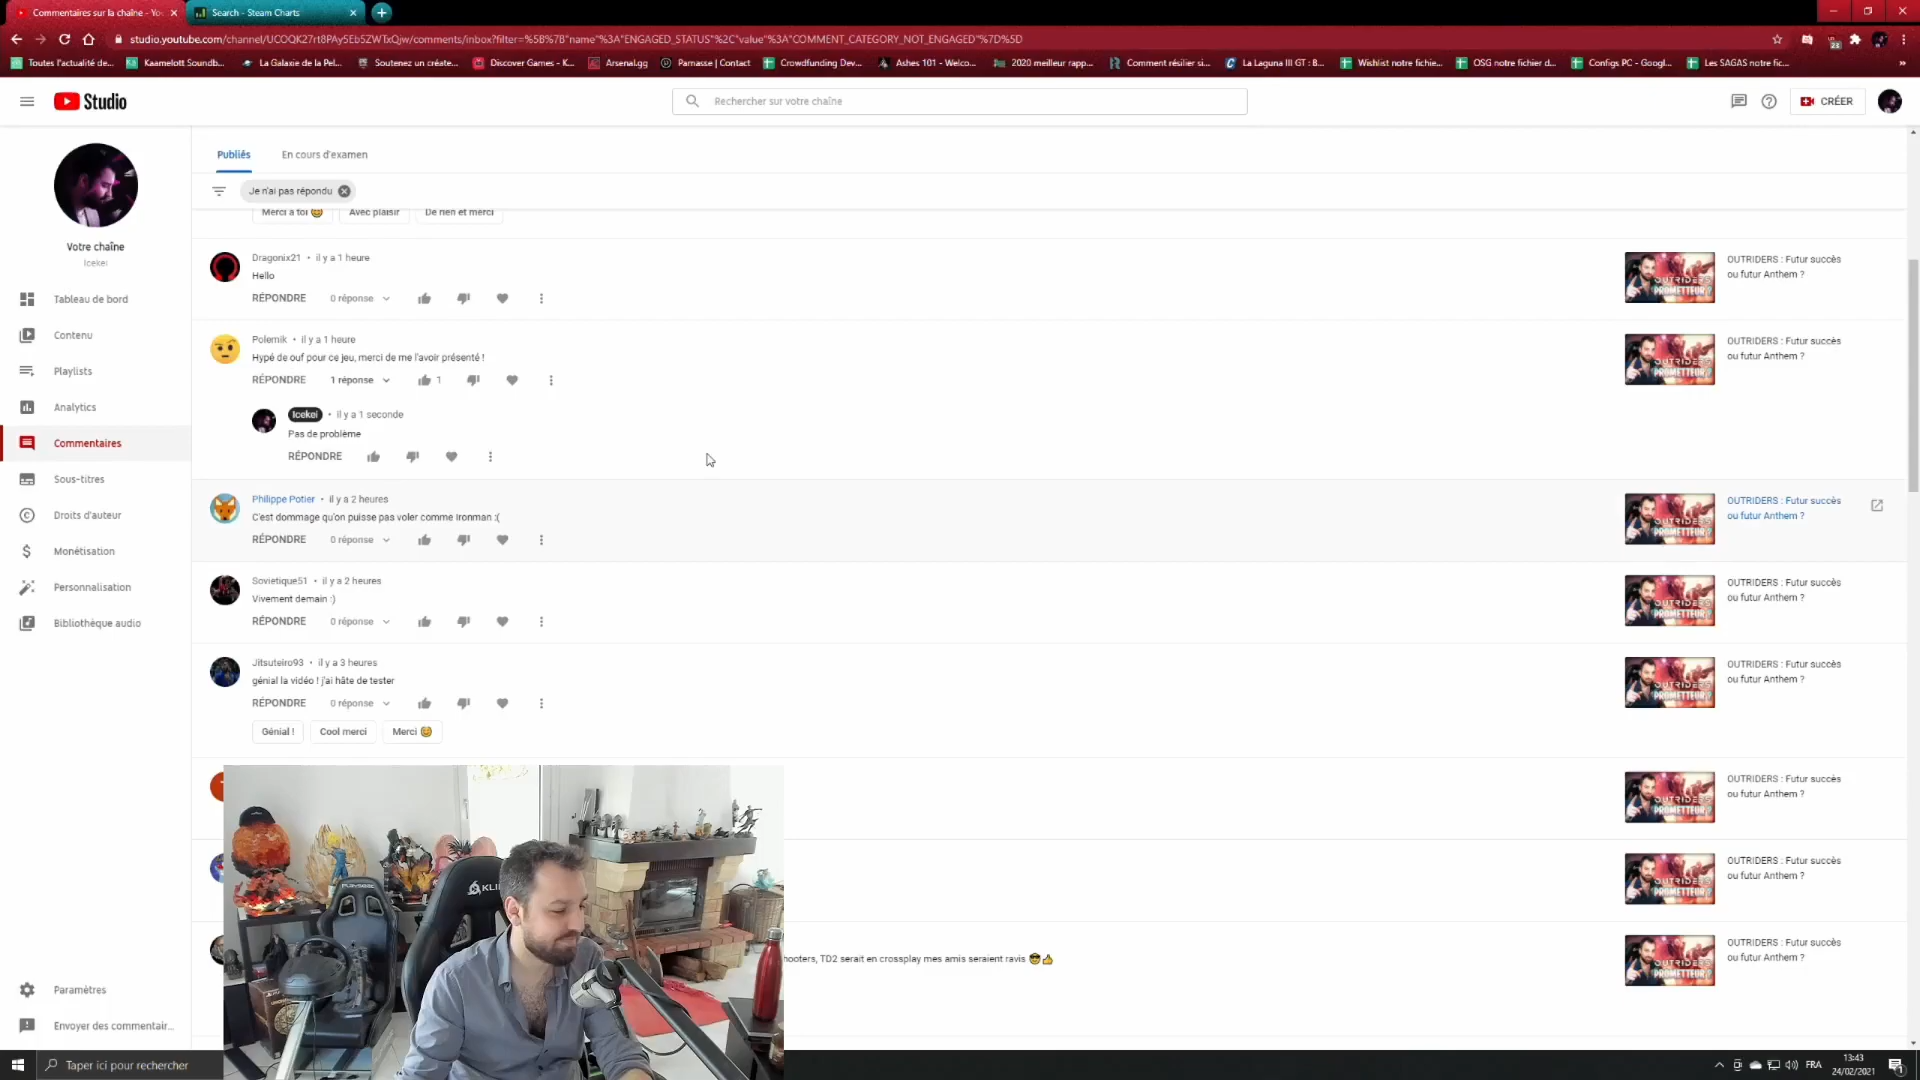 Commentaires sur la chaîne - Yo
Search - Steam Charts
studio.youtube.com/channel/UCOQK27rt8PAy5Eb5ZWTxQjw/comments/inbox?filter=%5B%7B"name"%3A"ENGAGED_STATUS"%2C"value"%3A"COMMENT_CATEGORY_NOT_ENGAGED"%7D%5D
23
Toutes l'actualité de... Kaamelott Soundb... La Galaxie de la Pel... Soutenez un créate... Discover Games - K... Arsenal.gg Parnasse | Contact Crowdfunding Dev... Ashes 101 - Welco... 2020 meilleur rapp... Comment résilier si... La Laguna III GT : B... Wishlist notre fichie... OSG notre fichier d... Configs PC - Googl... Les SAGAS notre fic...
Studio
Rechercher sur votre chaîne
CRÉER
Votre chaîne
Icekei
Tableau de bord
Contenu
Playlists
Analytics
Commentaires
Sous-titres
Droits d'auteur
Monétisation
Personnalisation
Bibliothèque audio
Paramètres
Envoyer des commentair...
Publiés
En cours d'examen
Je n'ai pas répondu
Merci à toi 😀 Avec plaisir De rien et merci
Dragonix21 • il y a 1 heure
Hello
RÉPONDRE 0 réponse
OUTRIDERS : Futur succès
ou futur Anthem ?
Polemik • il y a 1 heure
Hypé de ouf pour ce jeu, merci de me l'avoir présenté !
RÉPONDRE 1 réponse 1
OUTRIDERS : Futur succès
ou futur Anthem ?
Icekei • il y a 1 seconde
Pas de problème
RÉPONDRE
Philippe Potier • il y a 2 heures
C'est dommage qu'on puisse pas voler comme Ironman :(
RÉPONDRE 0 réponse
OUTRIDERS : Futur succès
ou futur Anthem ?
Sovietique51 • il y a 2 heures
Vivement demain :)
RÉPONDRE 0 réponse
OUTRIDERS : Futur succès
ou futur Anthem ?
Jitsuteiro93 • il y a 3 heures
génial la vidéo ! j'ai hâte de tester
RÉPONDRE 0 réponse
Génial ! Cool merci Merci 😊
OUTRIDERS : Futur succès
ou futur Anthem ?
OUTRIDERS : Futur succès
ou futur Anthem ?
OUTRIDERS : Futur succès
ou futur Anthem ?
hooters, TD2 serait en crossplay mes amis seraient ravis 😎👍
OUTRIDERS : Futur succès
ou futur Anthem ?
OUTRIDERS
PROMETTEUR ?
PLAYSEAT
KLI
Taper ici pour rechercher
FRA
13:43
24/02/2021